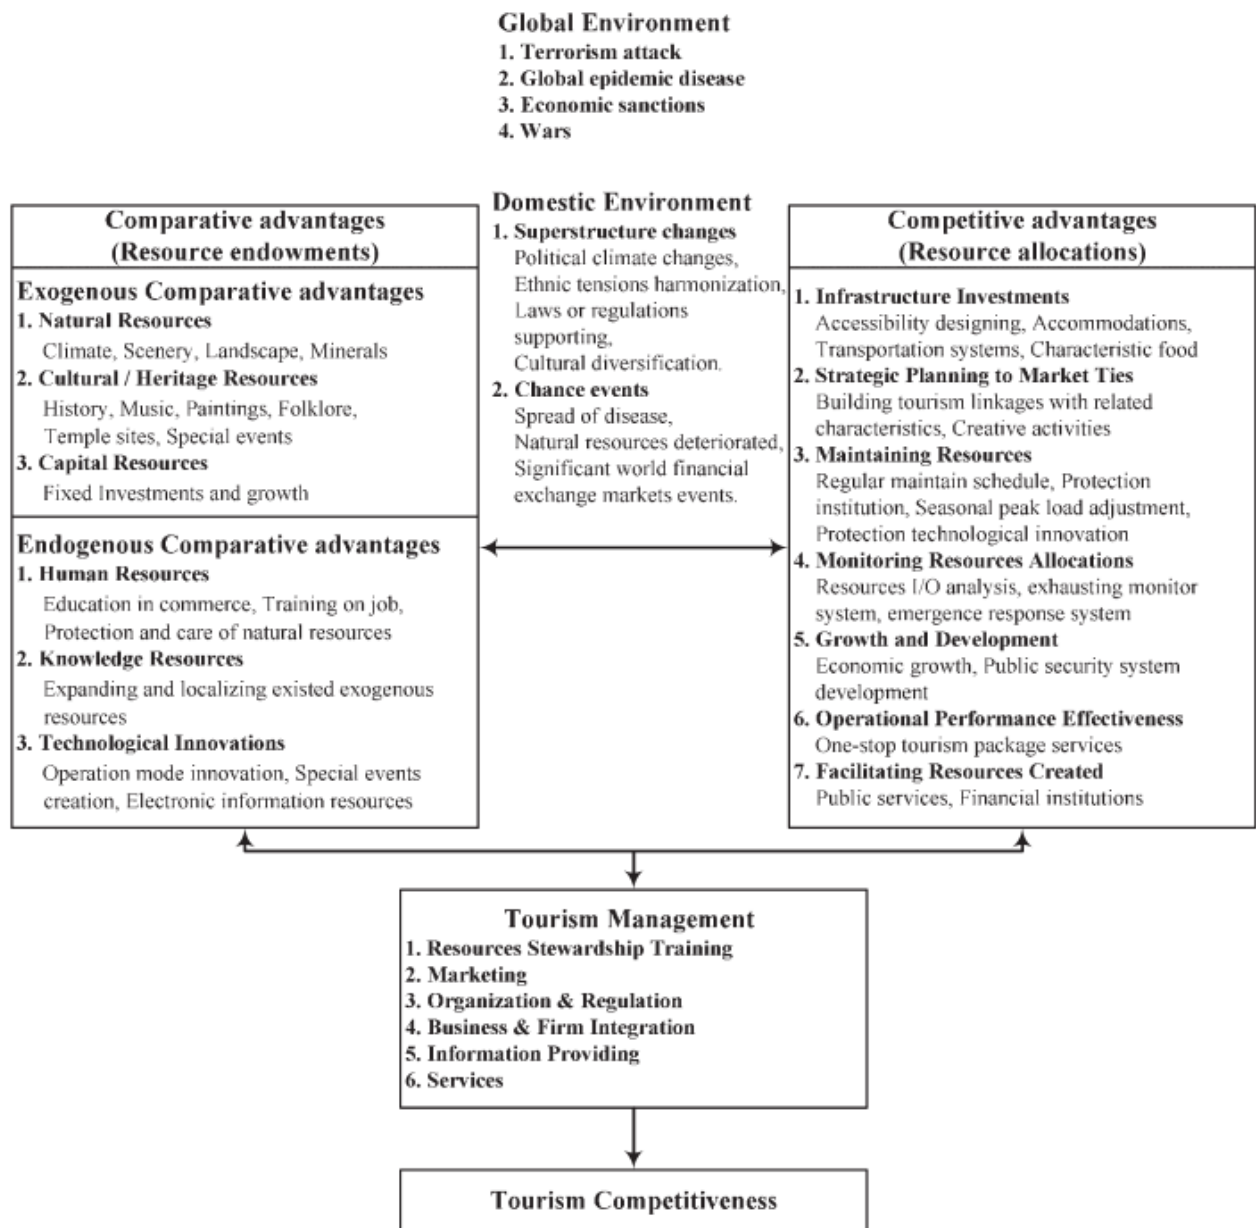 Global Environment
1. Terrorism attack
2. Global epidemic disease
3. Economic sanctions
4. Wars
Comparative advantages
(Resource endowments)
Exogenous Comparative advantages
1. Natural Resources
Climate, Scenery, Landscape, Minerals
2. Cultural / Heritage Resources
History, Music, Paintings, Folklore,
Temple sites, Special events
3. Capital Resources
Fixed Investments and growth
Endogenous Comparative advantages
1. Human Resources
Education in commerce, Training on job,
Protection and care of natural resources
2. Knowledge Resources
Expanding and localizing existed exogenous
resources
3. Technological Innovations
Operation mode innovation, Special events
creation, Electronic information resources
Domestic Environment
1. Superstructure changes
Political climate changes,
Ethnic tensions harmonization,
Laws or regulations
supporting,
Cultural diversification.
2. Chance events
Spread of disease,
Natural resources deteriorated,
Significant world financial
exchange markets events.
Competitive advantages
(Resource allocations)
1. Infrastructure Investments
Accessibility designing, Accommodations,
Transportation systems, Characteristic food
2. Strategic Planning to Market Ties
Building tourism linkages with related
characteristics, Creative activities
3. Maintaining Resources
Regular maintain schedule, Protection
institution, Seasonal peak load adjustment,
Protection technological innovation
4. Monitoring Resources Allocations
Resources I/O analysis, exhausting monitor
system, emergence response system
5. Growth and Development
Economic growth, Public security system
development
6. Operational Performance Effectiveness
One-stop tourism package services
7. Facilitating Resources Created
Public services, Financial institutions
Tourism Management
1. Resources Stewardship Training
2. Marketing
3. Organization & Regulation
4. Business & Firm Integration
5. Information Providing
6. Services
Tourism Competitiveness